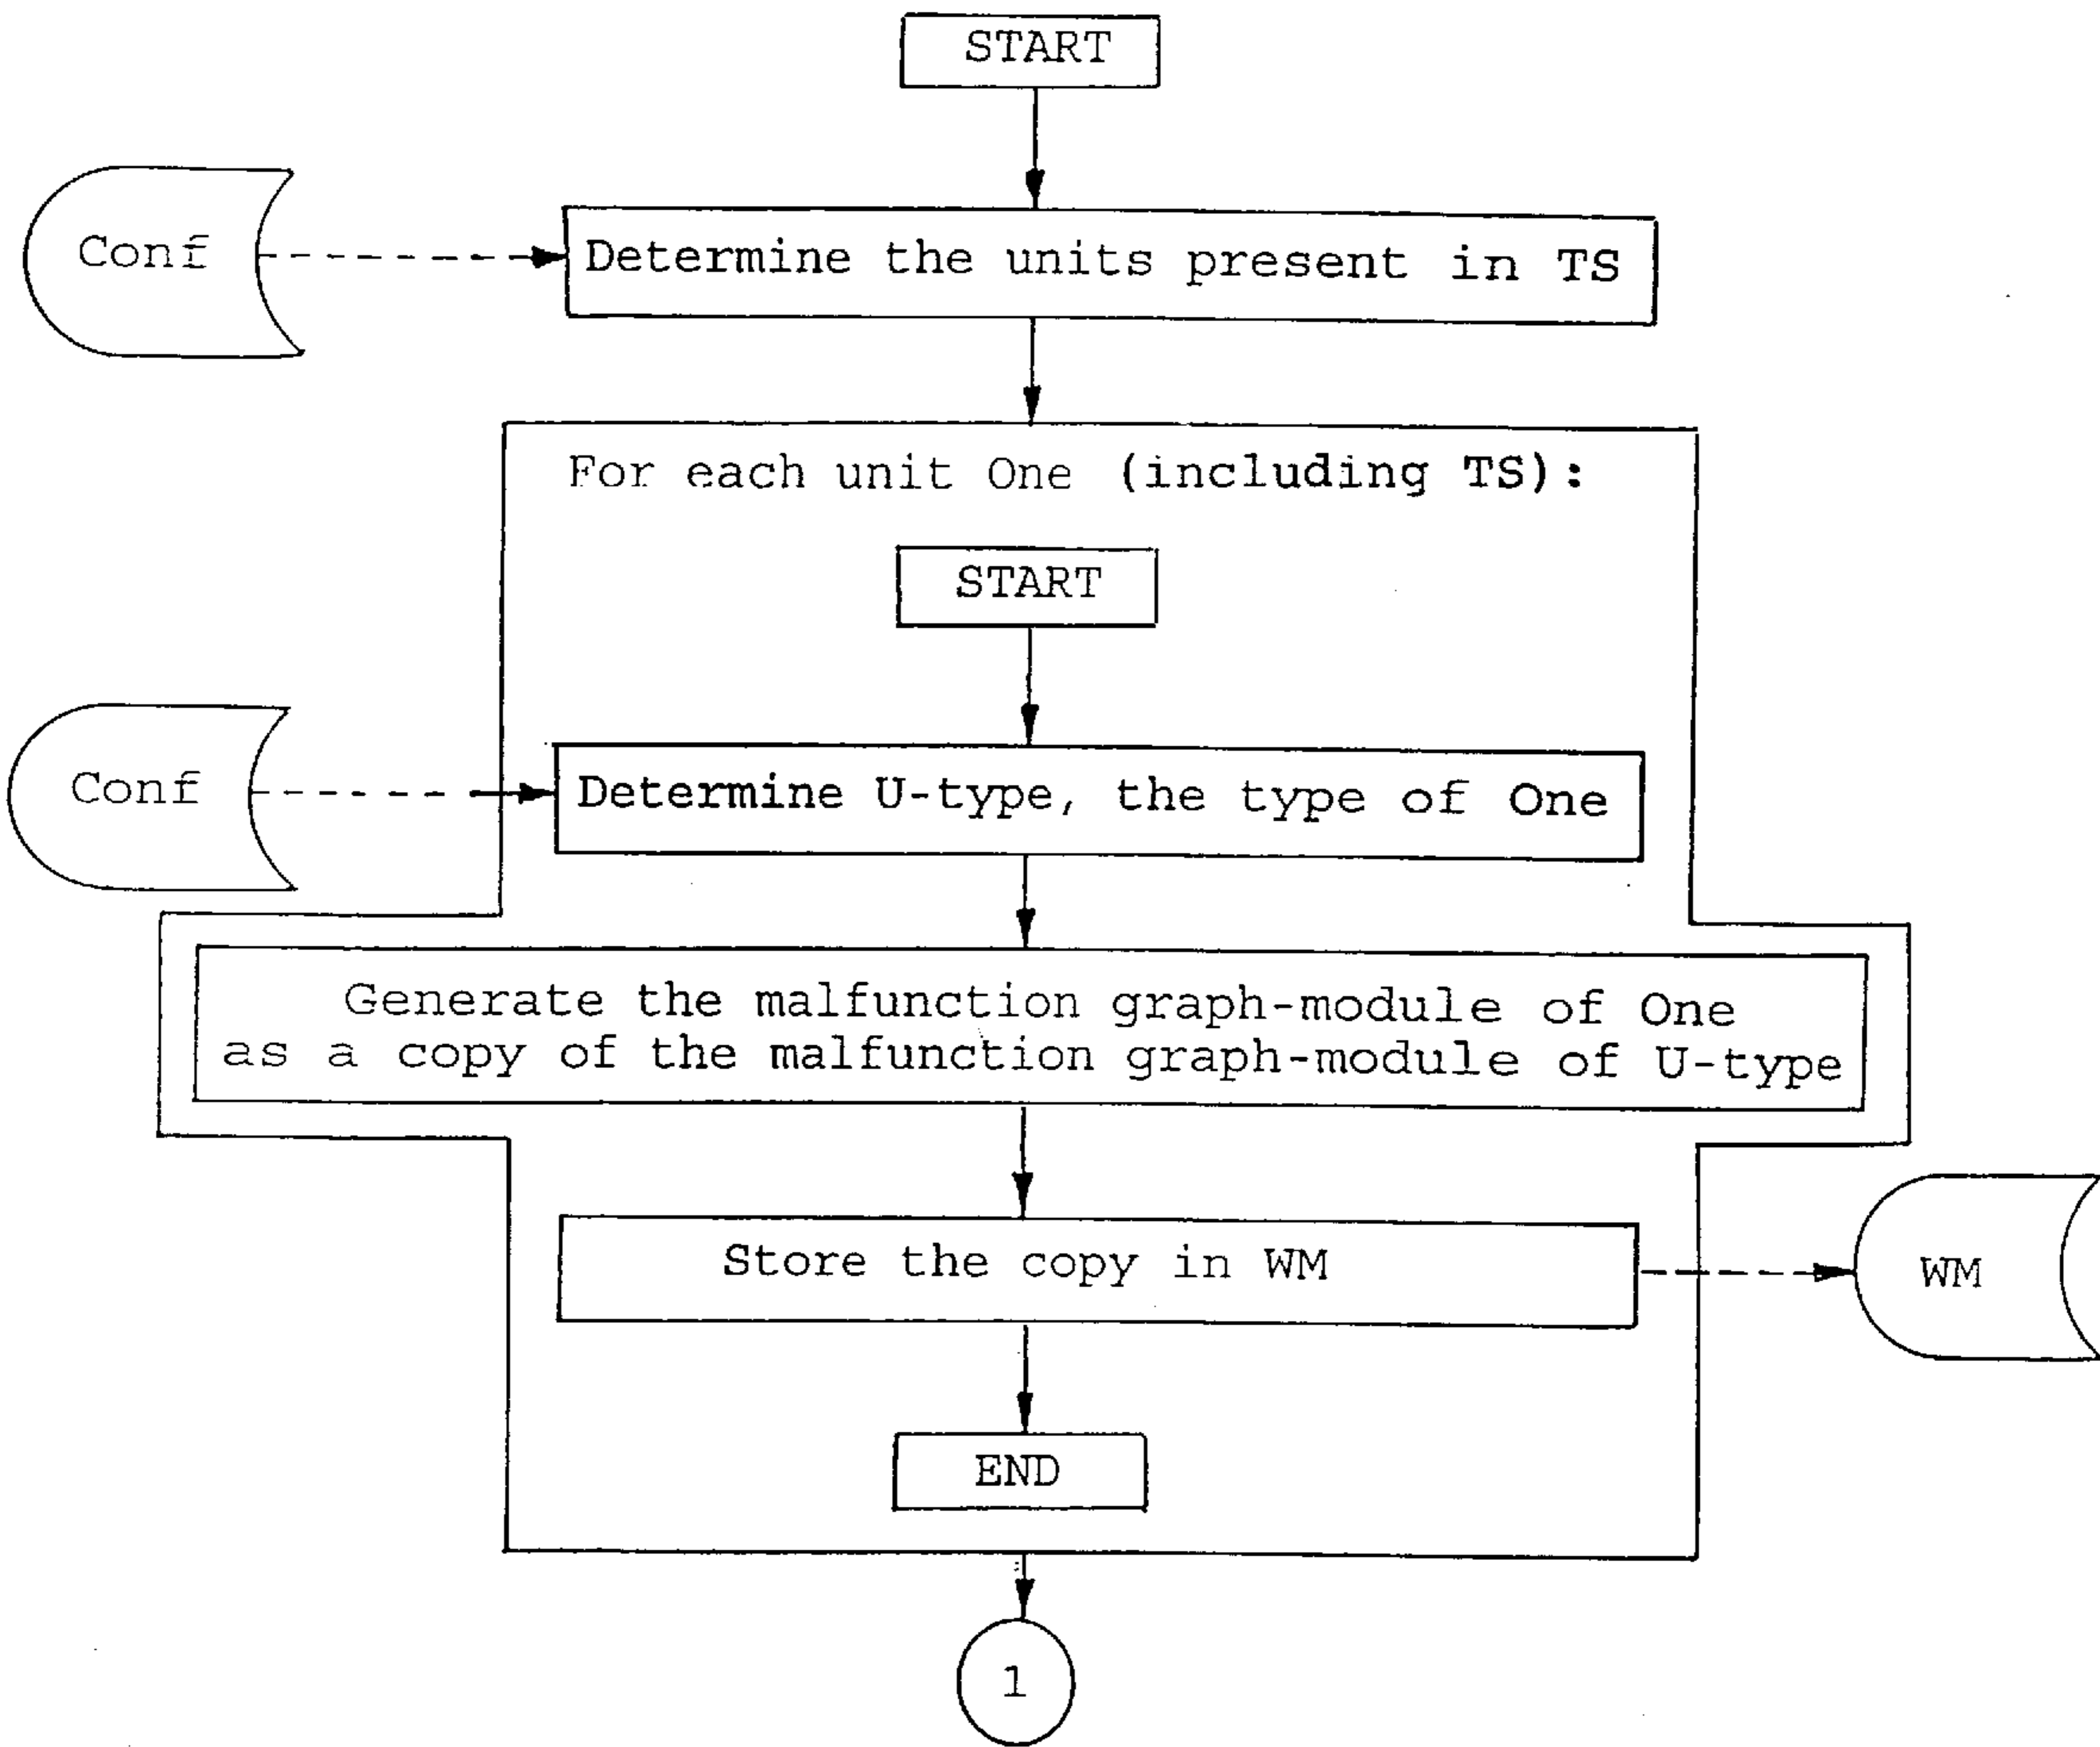 START
Conf
Determine the units present in TS
For each unit One (including TS):
START
Conf
Determine U-type, the type of One
Generate the malfunction graph-module of One
as a copy of the malfunction graph-module of U-type
Store the copy in WM
WM
END
1